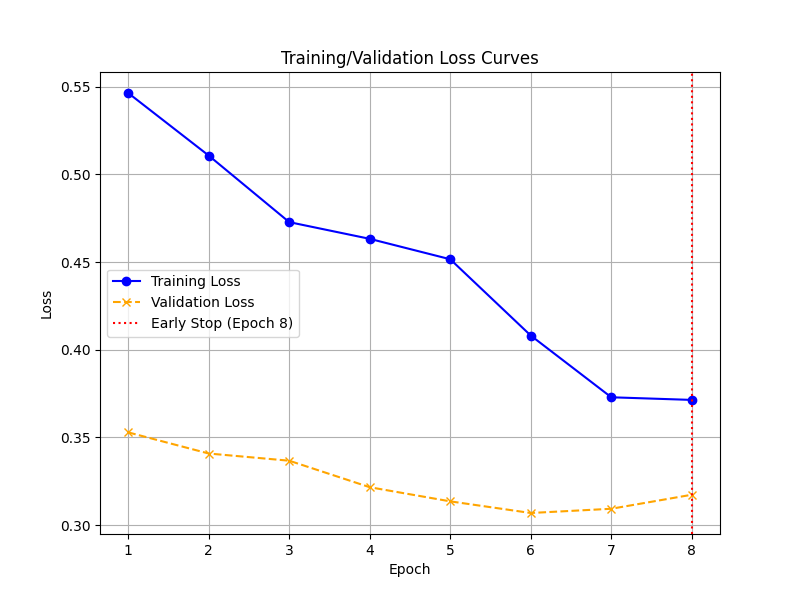 Training/Validation Loss Curves
0.55
0.50
0.45
0.40
0.35
0.30
Loss
Training Loss
Validation Loss
Early Stop (Epoch 8)
1 2 3 4 5 6 7 8
Epoch